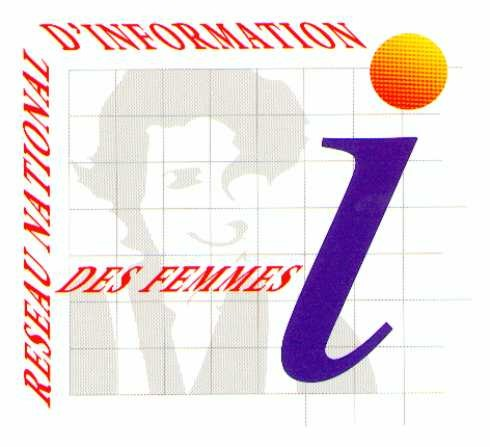 RESEAU NATIONAL
D'INFORMATION
DES FEMMES
i